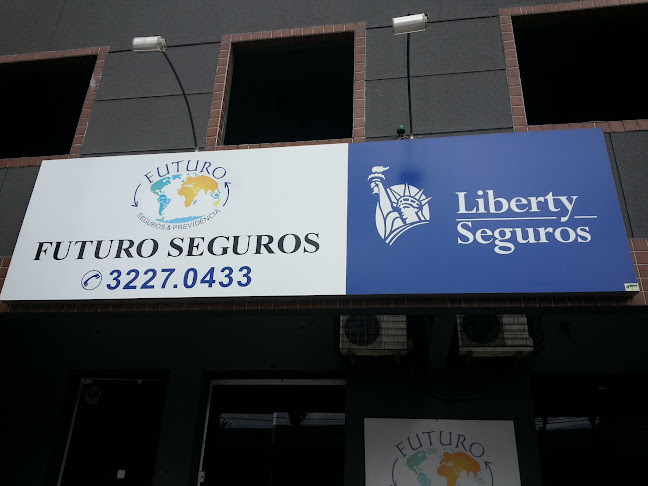 FUTURO
SEGUROS & PREVIDÊNCIA
FUTURO SEGUROS
3227.0433
Liberty
Seguros
FUTURO